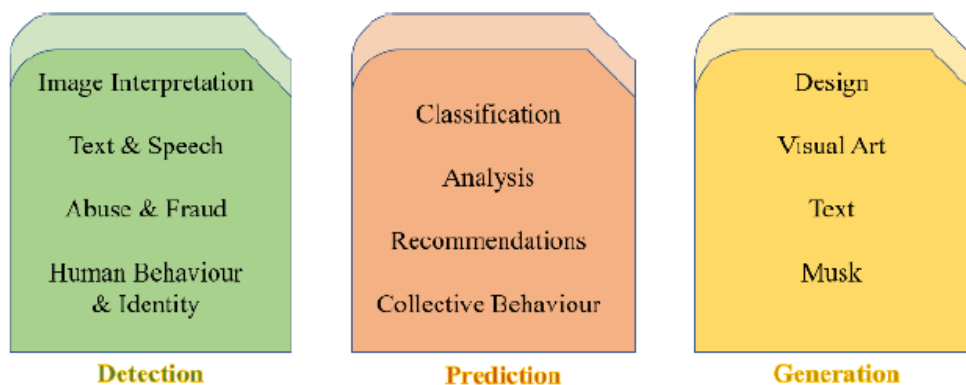 Image Interpretation
Text & Speech
Abuse & Fraud
Human Behaviour
& Identity
Detection
Classification
Analysis
Recommendations
Collective Behaviour
Prediction
Design
Visual Art
Text
Musk
Generation